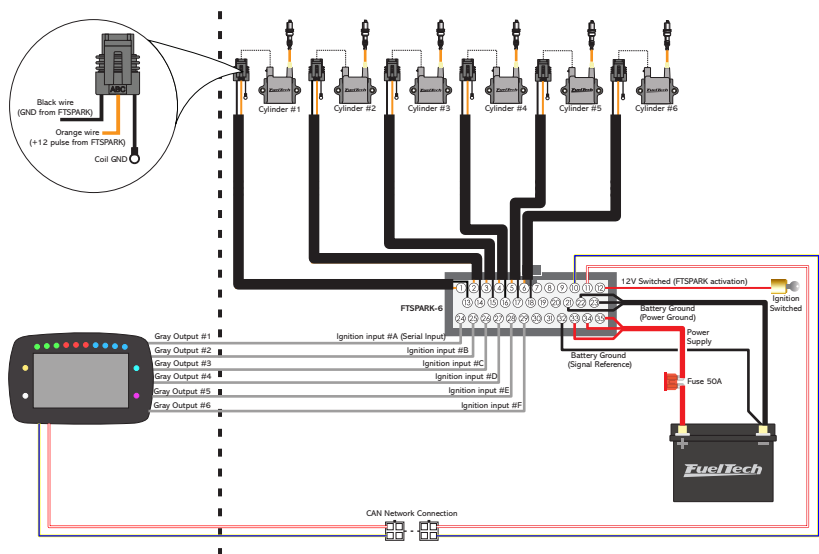 ABC
Black wire
(GND from FTSPARK)
Orange wire
(+12 pulse from FTSPARK)
Coil GND
FuelTech
FuelTech
FuelTech
FuelTech
FuelTech
FuelTech
Cylinder #1
Cylinder #2
Cylinder #3
Cylinder #4
Cylinder #5
Cylinder #6
FTSPARK-6
1 2 3 4 5 6 7 8 9 10 11 12
13 14 15 16 17 18 19 20 21 22 23
24 25 26 27 28 29 30 31 32 33 34 35
12V Switched (FTSPARK activation)
Ignition
Switched
Battery Ground
(Power Ground)
Power
Supply
Battery Ground
(Signal Reference)
Fuse 50A
Gray Output #1
Ignition input #A (Serial Input)
Gray Output #2
Ignition input #B
Gray Output #3
Ignition input #C
Gray Output #4
Ignition input #D
Gray Output #5
Ignition input #E
Gray Output #6
Ignition input #F
− +
FuelTech
CAN Network Connection